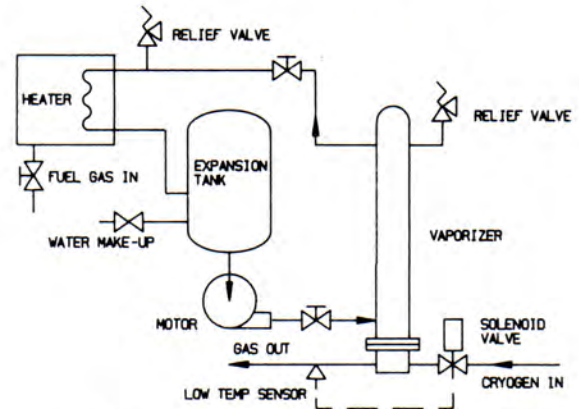 RELIEF VALVE
HEATER
RELIEF VALVE
EXPANSION
TANK
FUEL GAS IN
WATER MAKE-UP
VAPORIZER
MOTOR
SOLENOID
VALVE
GAS OUT
LOW TEMP SENSOR
CRYOGEN IN